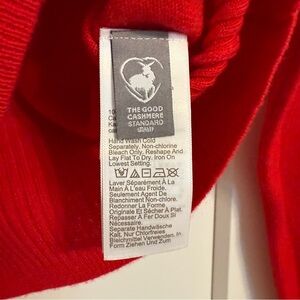 THE GOOD
CASHMERE
STANDARD
Hand Wash Cold
Separately, Non-chlorine
Bleach Only, Reshape And
Lay Flat To Dry, Iron On
Lowest Setting.
Laver Séparément À La
Main À L'eau Froide.
Seulement Agent De
Blanchiment Non-chlore.
Redonner La Forme
Originale Et Sécher À Plat.
Repasser À Fer Doux Si
Nécessaire.
Separate Handwäsche
Kalt. Nur Chlorfreies
Bleichmittel Verwenden. In
Form Ziehen Und Zum